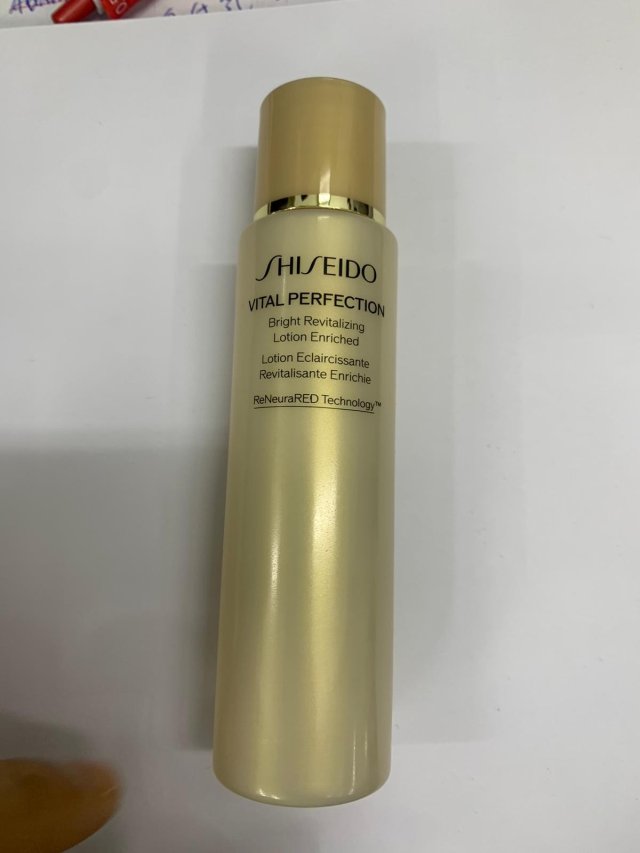 SHISEIDO
VITAL PERFECTION
Bright Revitalizing
Lotion Enriched
Lotion Eclaircissante
Revitalisante Enrichie
ReNeuraRED Technology™